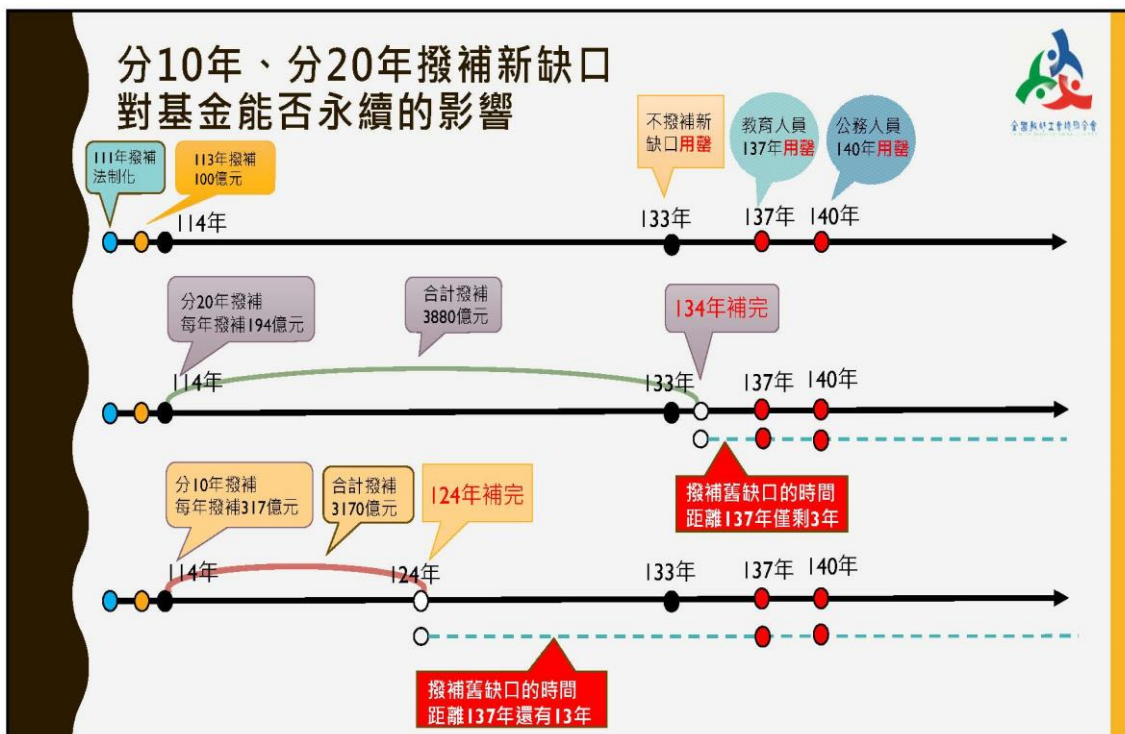 分10年、分20年撥補新缺口
對基金能否永續的影響
全國教師工會總聯合會
111年撥補
法制化
113年撥補
100億元
114年
不撥補新
缺口用罄
133年
教育人員
137年用罄
137年
公務人員
140年用罄
140年
分20年撥補
每年撥補194億元
合計撥補
3880億元
134年補完
114年
133年
137年
140年
撥補舊缺口的時間
距離137年僅剩3年
分10年撥補
每年撥補317億元
合計撥補
3170億元
124年補完
114年
124年
133年
137年
140年
撥補舊缺口的時間
距離137年還有13年